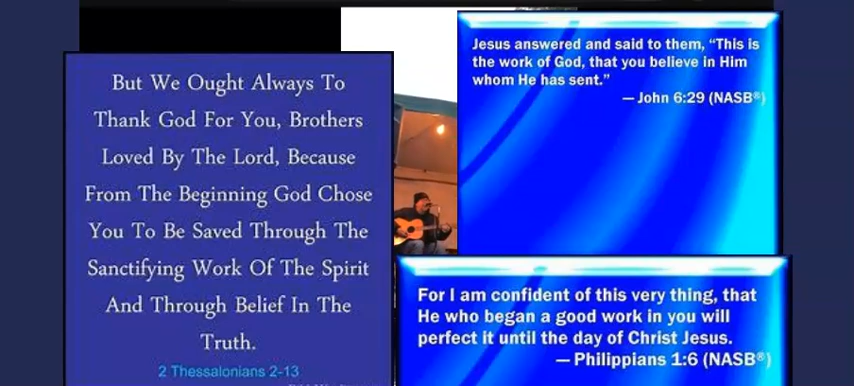 But We Ought Always To
Thank God For You, Brothers
Loved By The Lord, Because
From The Beginning God Chose
You To Be Saved Through The
Sanctifying Work Of The Spirit
And Through Belief In The
Truth.
2 Thessalonians 2-13
Jesus answered and said to them, “This is
the work of God, that you believe in Him
whom He has sent.”
— John 6:29 (NASB®)
For I am confident of this very thing, that
He who began a good work in you will
perfect it until the day of Christ Jesus.
— Philippians 1:6 (NASB®)